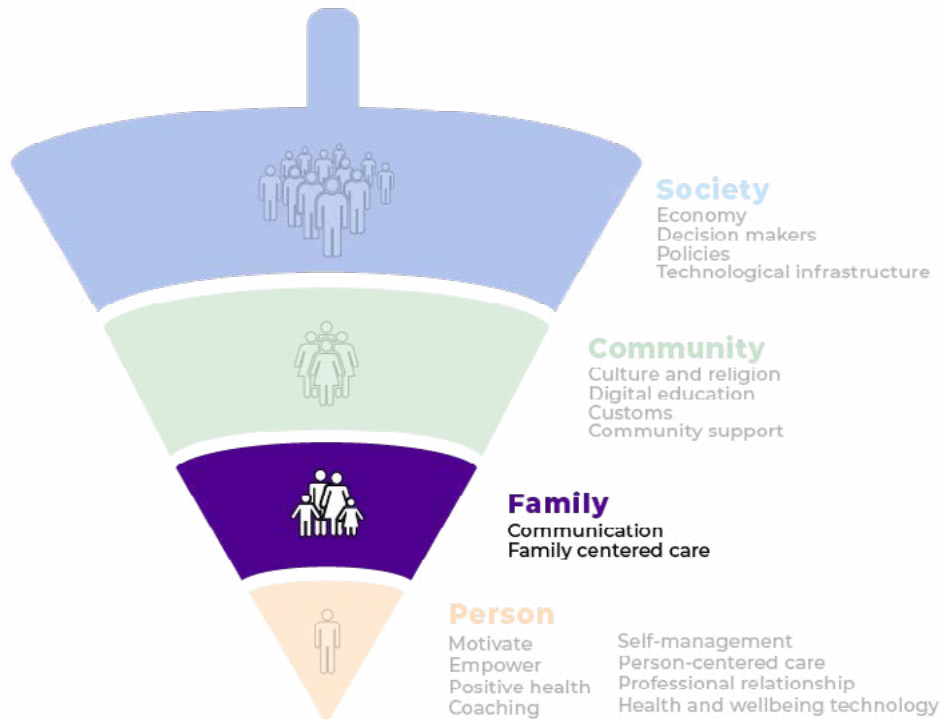 Society
Economy
Decision makers
Policies
Technological infrastructure
Community
Culture and religion
Digital education
Customs
Community support
Family
Communication
Family centered care
Person
Motivate
Empower
Positive health
Coaching
Self-management
Person-centered care
Professional relationship
Health and wellbeing technology